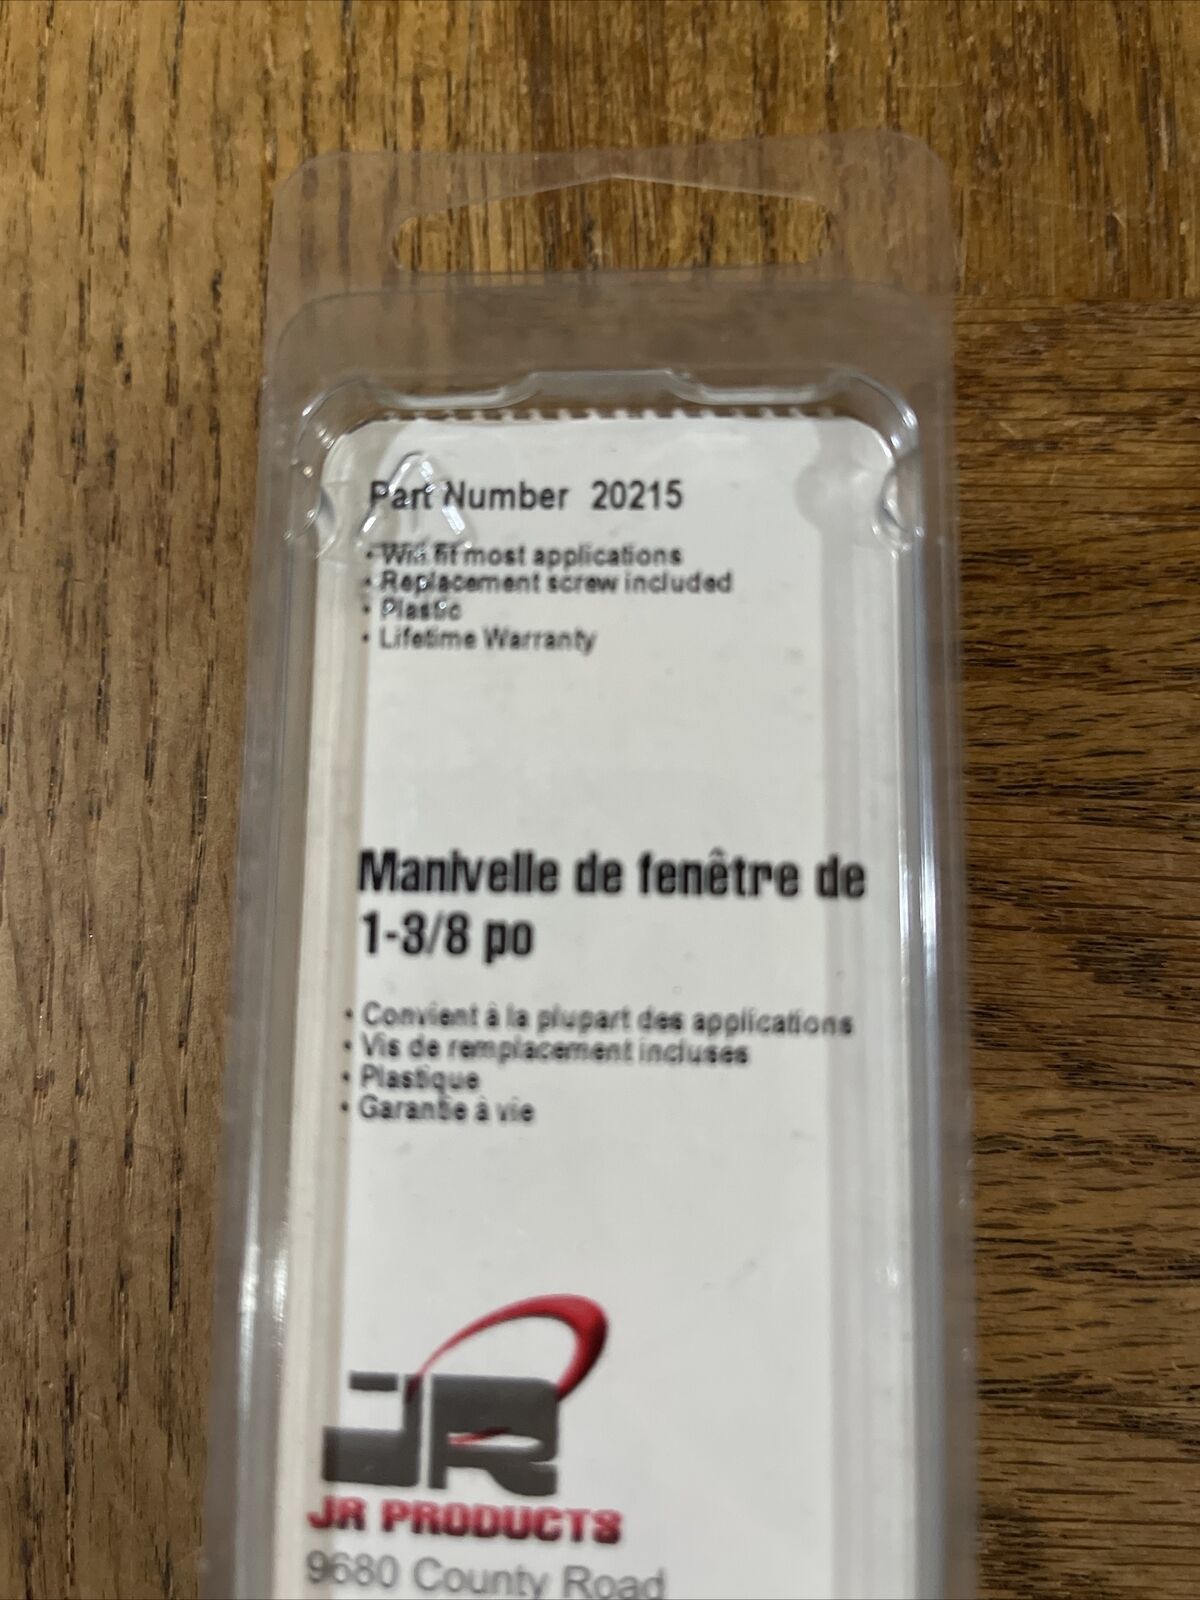 Part Number 20215
• Will fit most applications
• Replacement screw included
• Plastic
• Lifetime Warranty
Manivelle de fenêtre de
1-3/8 po
• Convient à la plupart des applications
• Vis de remplacement incluses
• Plastique
• Garantie à vie
JR
JR PRODUCTS
9680 County Road